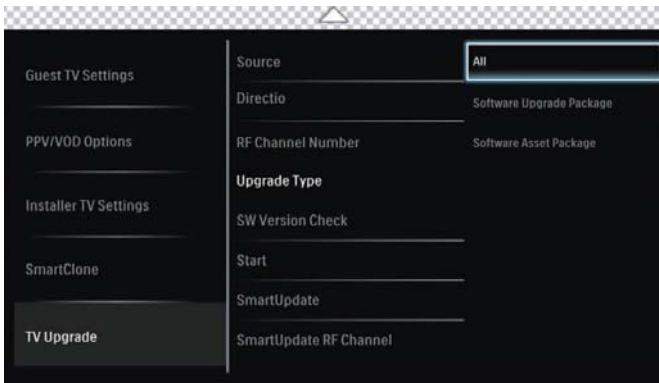 Guest TV Settings
PPV/VOD Options
Installer TV Settings
SmartClone
TV Upgrade
Source
Directio
RF Channel Number
Upgrade Type
SW Version Check
Start
SmartUpdate
SmartUpdate RF Channel
All
Software Upgrade Package
Software Asset Package